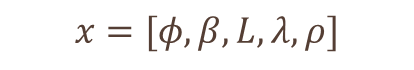 x = [ϕ, β, L, λ, ρ]